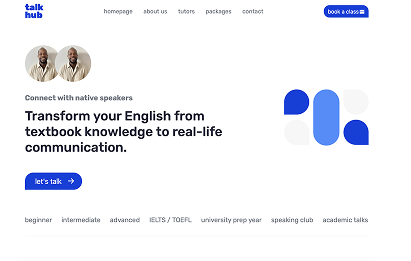 talk
hub
homepage about us tutors packages contact
book a class
Connect with native speakers
Transform your English from
textbook knowledge to real-life
communication.
let's talk →
beginner intermediate advanced IELTS / TOEFL university prep year speaking club academic talks